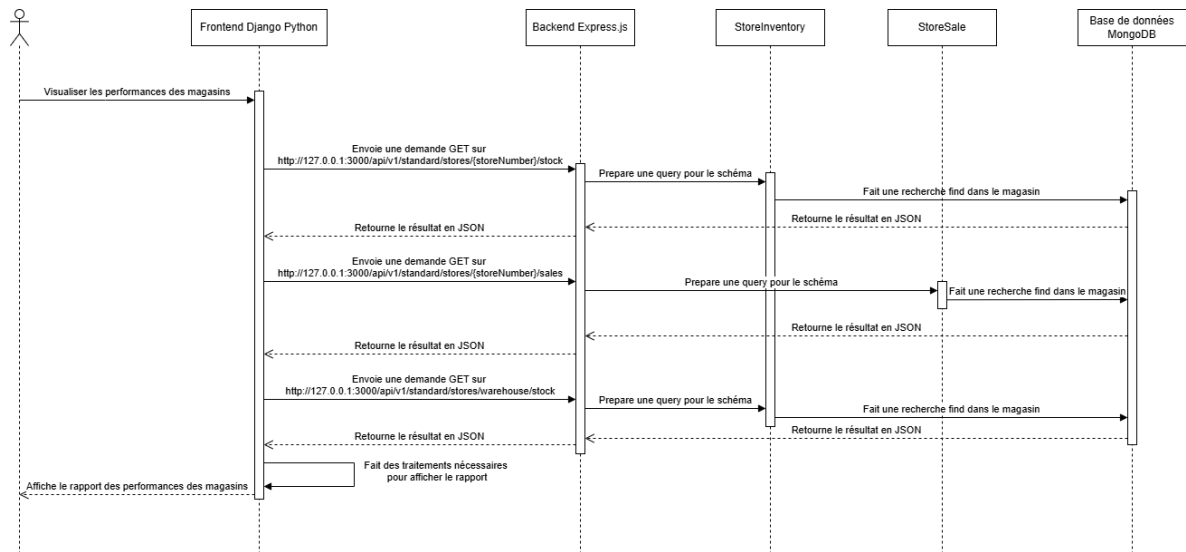 Frontend Django Python
Backend Express.js
StoreInventory
StoreSale
Base de données
MongoDB
Visualiser les performances des magasins
Envoie une demande GET sur
http://127.0.0.1:3000/api/v1/standard/stores/{storeNumber}/stock
Prepare une query pour le schéma
Fait une recherche find dans le magasin
Retourne le résultat en JSON
Retourne le résultat en JSON
Envoie une demande GET sur
http://127.0.0.1:3000/api/v1/standard/stores/{storeNumber}/sales
Prepare une query pour le schéma
Fait une recherche find dans le magasin
Retourne le résultat en JSON
Retourne le résultat en JSON
Envoie une demande GET sur
http://127.0.0.1:3000/api/v1/standard/stores/warehouse/stock
Prepare une query pour le schéma
Fait une recherche find dans le magasin
Retourne le résultat en JSON
Retourne le résultat en JSON
Fait des traitements nécessaires
pour afficher le rapport
Affiche le rapport des performances des magasins